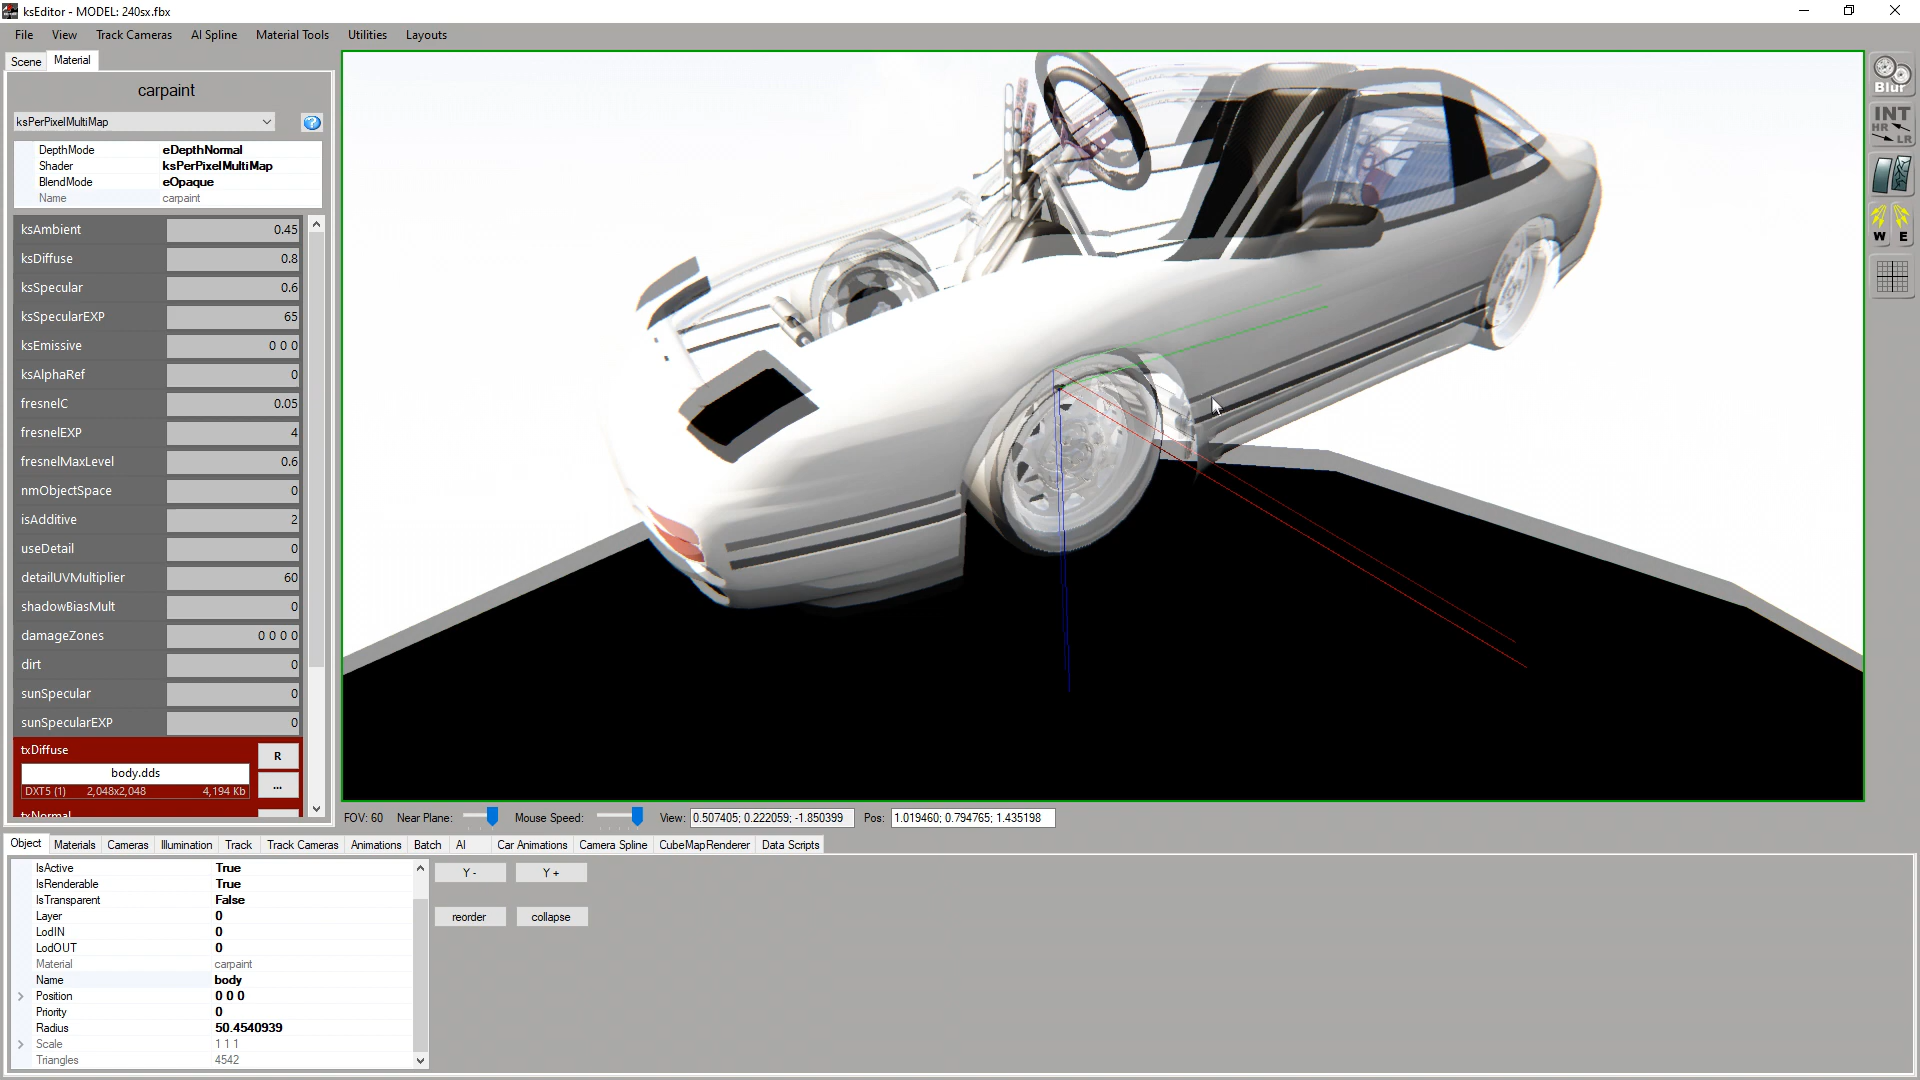 ksEditor - MODEL: 240sx.fbx
File View Track Cameras AI Spline Material Tools Utilities Layouts
Scene Material
carpaint
ksPerPixelMultiMap
DepthMode eDepthNormal
Shader ksPerPixelMultiMap
BlendMode eOpaque
Name carpaint
ksAmbient 0.45
ksDiffuse 0.8
ksSpecular 0.6
ksSpecularEXP 65
ksEmissive 0 0 0
ksAlphaRef 0
fresnelC 0.05
fresnelEXP 4
fresnelMaxLevel 0.6
nmObjectSpace 0
isAdditive 2
useDetail 0
detailUVMultiplier 60
shadowBiasMult 0
damageZones 0 0 0 0
dirt 0
sunSpecular 0
sunSpecularEXP 0
txDiffuse R
body.dds ...
DXT5 (1) 2,048x2,048 4,194 Kb
txNormal
Blur
INT
HR LR
W E
FOV: 60 Near Plane: Mouse Speed: View: 0.507405; 0.222059; -1.850399 Pos: 1.019460; 0.794765; 1.435198
Object Materials Cameras Illumination Track Track Cameras Animations Batch AI Car Animations Camera Spline CubeMapRenderer Data Scripts
IsActive True
IsRenderable True
IsTransparent False
Layer 0
LodIN 0
LodOUT 0
Material carpaint
Name body
Position 0 0 0
Priority 0
Radius 50.4540939
Scale 1 1 1
Triangles 4542
Y - Y +
reorder collapse